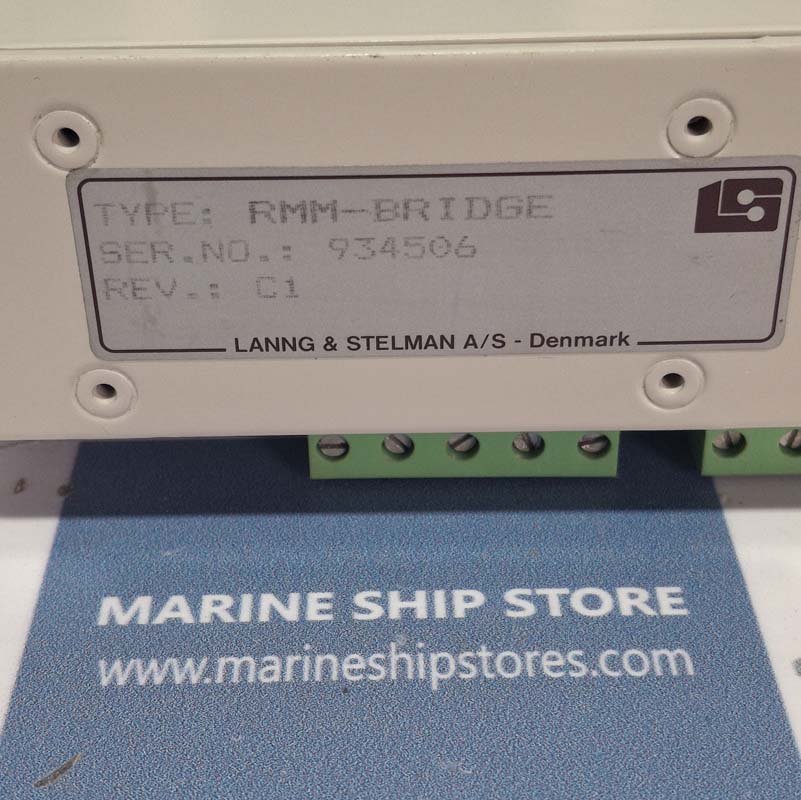 TYPE: RMM-BRIDGE
SER.NO.: 934506
REV.: C1
LANNG & STELMAN A/S - Denmark
MARINE SHIP STORE
www.marineshipstores.com